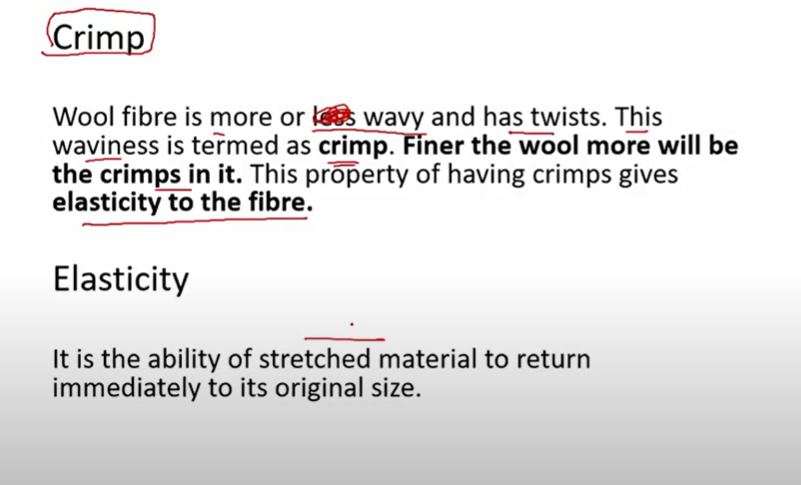 Crimp
Wool fibre is more or less wavy and has twists. This
waviness is termed as crimp. Finer the wool more will be
the crimps in it. This property of having crimps gives
elasticity to the fibre.
Elasticity
It is the ability of stretched material to return
immediately to its original size.